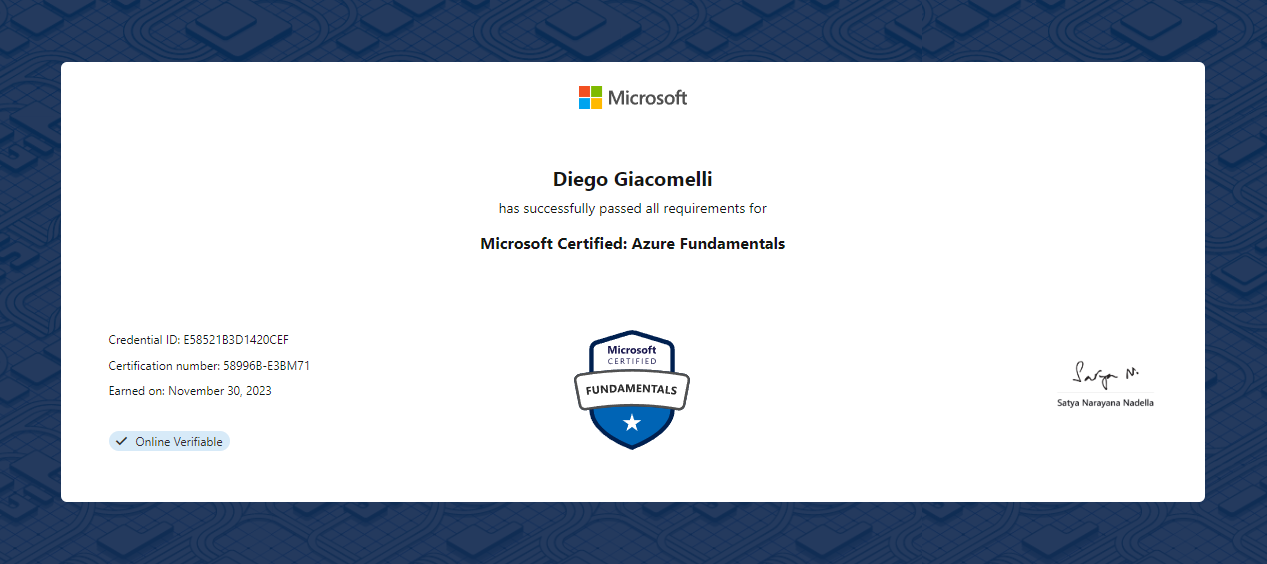 Microsoft
Diego Giacomelli
has successfully passed all requirements for
Microsoft Certified: Azure Fundamentals
Credential ID: E58521B3D1420CEF
Certification number: 58996B-E3BM71
Earned on: November 30, 2023
Online Verifiable
Microsoft
CERTIFIED
FUNDAMENTALS
Satya N.
Satya Narayana Nadella